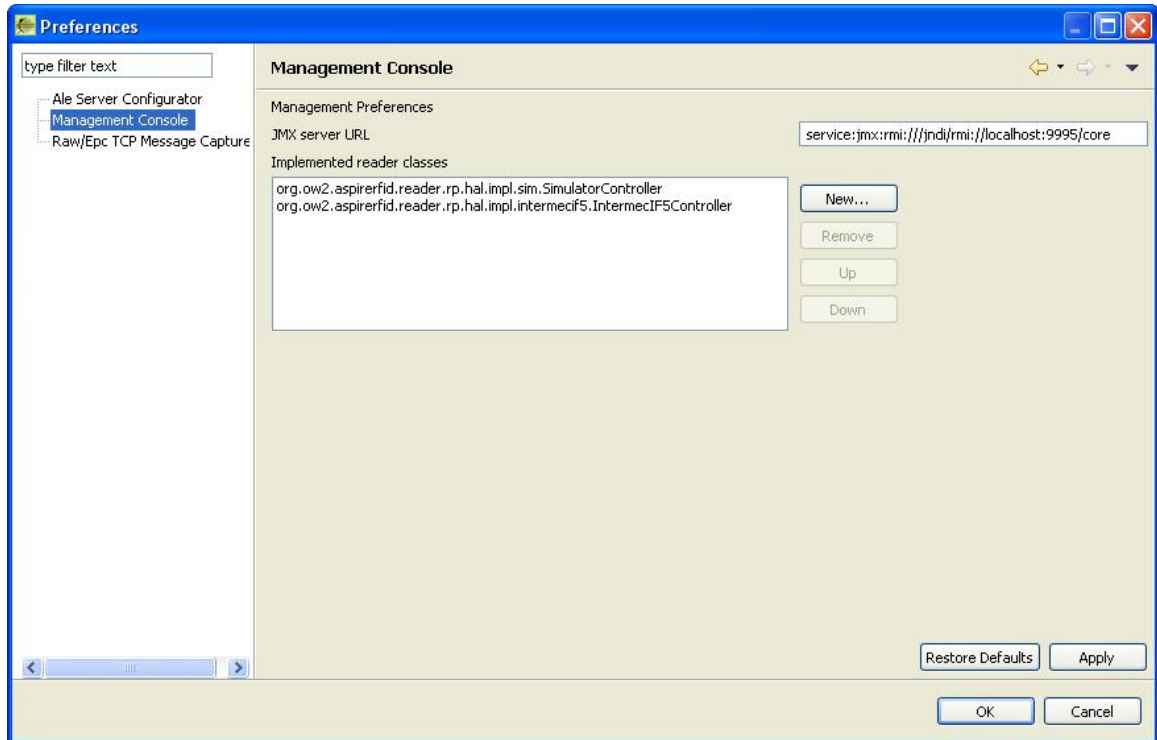 Preferences
type filter text
Ale Server Configurator
Management Console
Raw/Epc TCP Message Capture
Management Console
Management Preferences
JMX server URL
service:jmx:rmi:///jndi/rmi://localhost:9995/core
Implemented reader classes
org.ow2.aspirerfid.reader.rp.hal.impl.sim.SimulatorController
org.ow2.aspirerfid.reader.rp.hal.impl.intermecif5.IntermecIF5Controller
New...
Remove
Up
Down
Restore Defaults
Apply
OK
Cancel